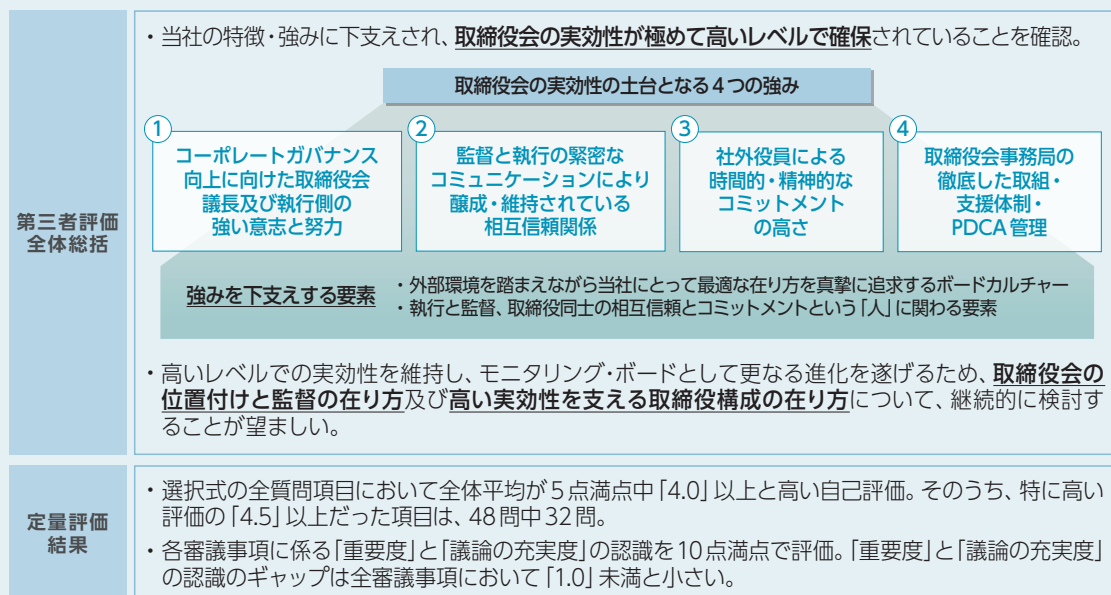 第三者評価
全体総括
・当社の特徴・強みに下支えされ、取締役会の実効性が極めて高いレベルで確保されていることを確認。
取締役会の実効性の土台となる4つの強み
①
コーポレートガバナンス
向上に向けた取締役会
議長及び執行側の
強い意志と努力
②
監督と執行の緊密な
コミュニケーションにより
醸成・維持されている
相互信頼関係
③
社外役員による
時間的・精神的な
コミットメント
の高さ
④
取締役会事務局の
徹底した取組・
支援体制・
PDCA管理
強みを下支えする要素
・外部環境を踏まえながら当社にとって最適な在り方を真摯に追求するボードカルチャー
・執行と監督、取締役同士の相互信頼とコミットメントという「人」に関わる要素
・高いレベルでの実効性を維持し、モニタリング・ボードとして更なる進化を遂げるため、取締役会の
位置付けと監督の在り方及び高い実効性を支える取締役構成の在り方について、継続的に検討す
ることが望ましい。
定量評価
結果
・選択式の全質問項目において全体平均が5点満点中「4.0」以上と高い自己評価。そのうち、特に高い
評価の「4.5」以上だった項目は、48問中32問。
・各審議事項に係る「重要度」と「議論の充実度」の認識を10点満点で評価。「重要度」と「議論の充実度」
の認識のギャップは全審議事項において「1.0」未満と小さい。